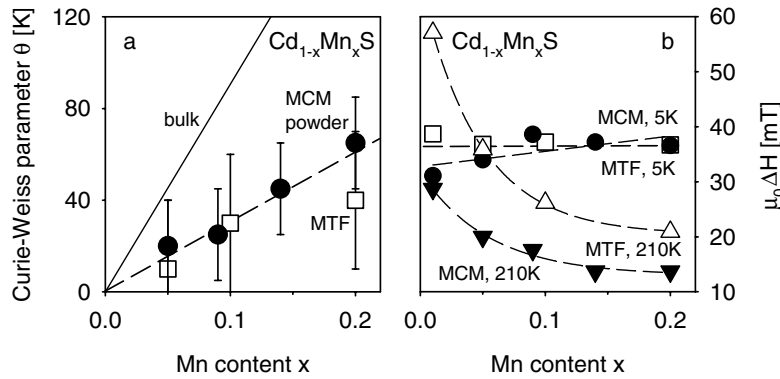 Curie-Weiss parameter θ [K]
120
80
40
0
a
Cd₁₋ₓMnₓS
bulk
MCM
powder
MTF
0.0
0.1
0.2
Mn content x
Cd₁₋ₓMnₓS
b
MCM, 5K
MTF, 5K
MTF, 210K
MCM, 210K
0.0
0.1
0.2
Mn content x
60
50
40
30
20
10
μ₀ΔH [mT]